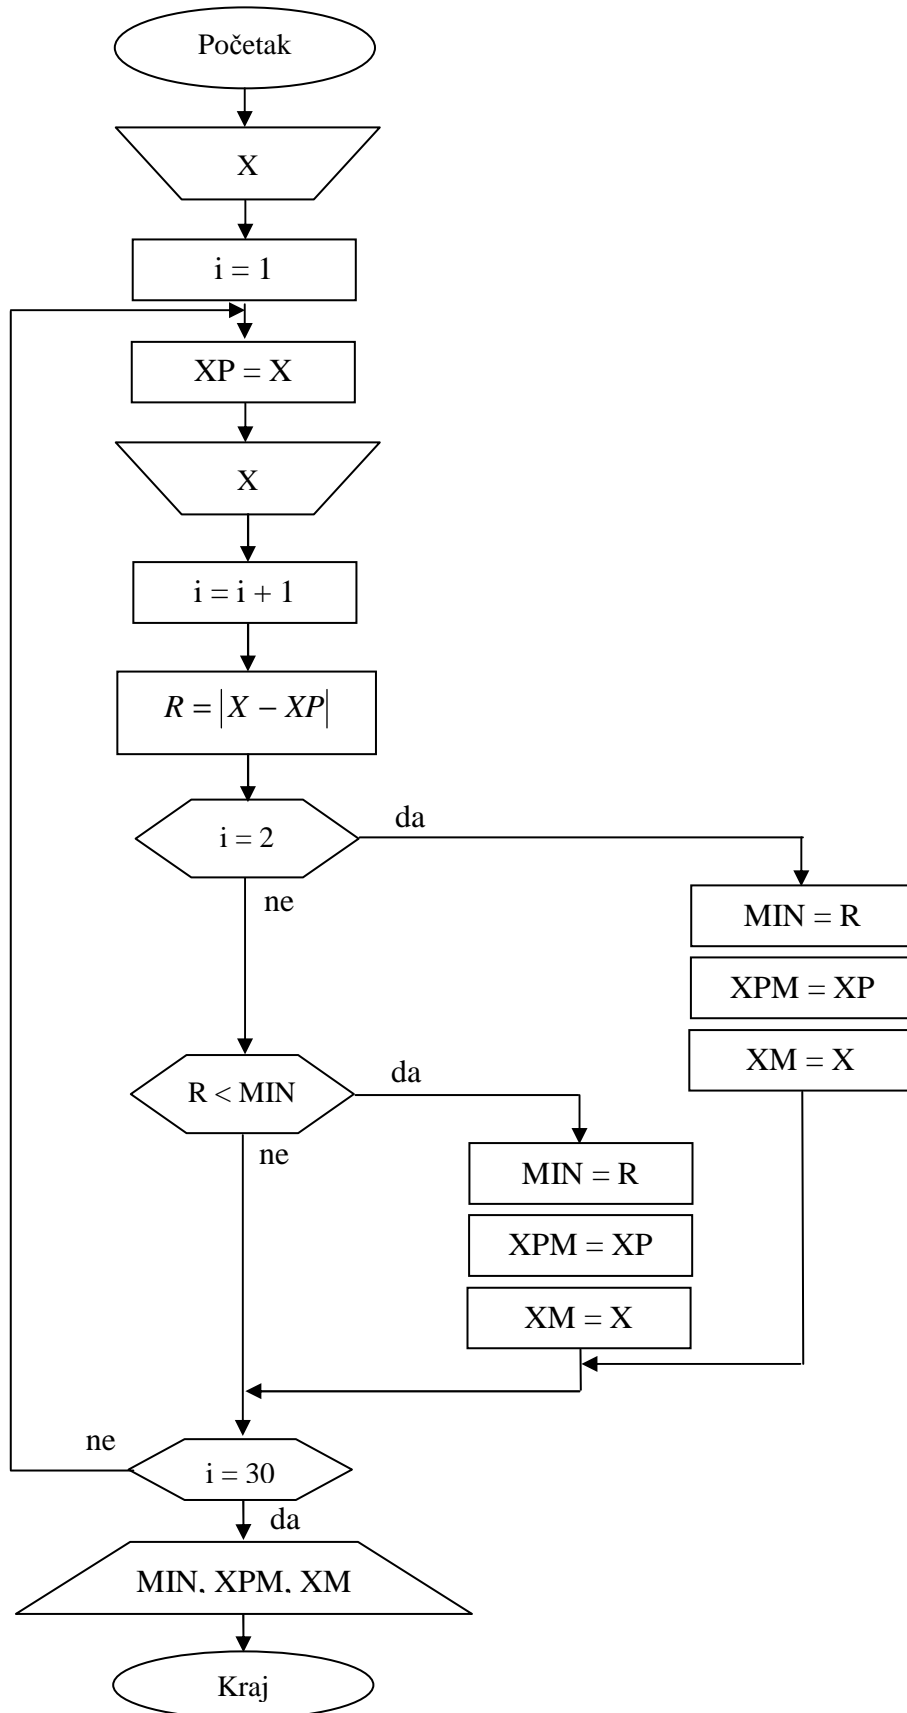 Početak
X
i = 1
XP = X
X
i = i + 1
R = |X − XP|
i = 2
da
ne
MIN = R
XPM = XP
XM = X
R < MIN
da
ne
MIN = R
XPM = XP
XM = X
ne
i = 30
da
MIN, XPM, XM
Kraj